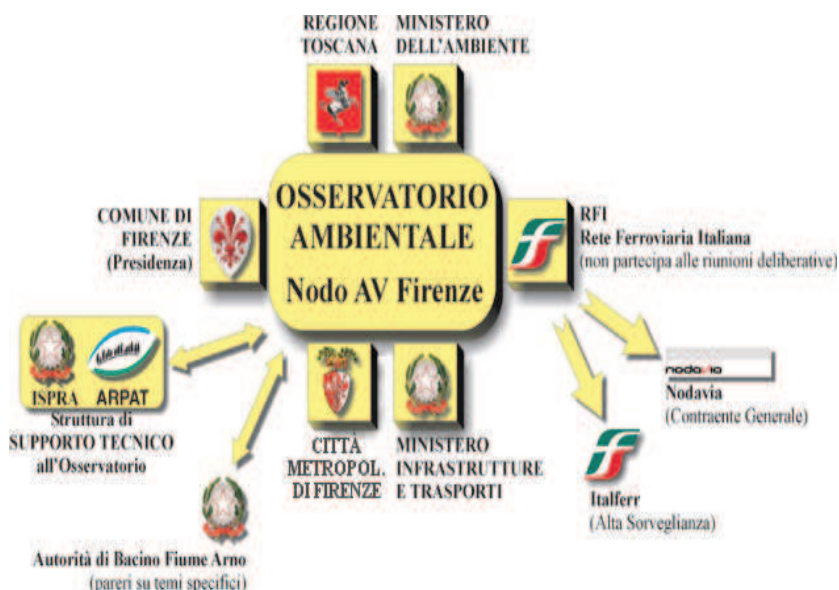 REGIONE
TOSCANA
MINISTERO
DELL'AMBIENTE
COMUNE DI
FIRENZE
(Presidenza)
OSSERVATORIO
AMBIENTALE
Nodo AV Firenze
RFI
Rete Ferroviaria Italiana
(non partecipa alle riunioni deliberative)
ISPRA ARPAT
Struttura di
SUPPORTO TECNICO
all'Osservatorio
CITTÀ
METROPOL.
DI FIRENZE
MINISTERO
INFRASTRUTTURE
E TRASPORTI
nodavia
Nodavia
(Contraente Generale)
Italferr
(Alta Sorveglianza)
Autorità di Bacino Fiume Arno
(pareri su temi specifici)